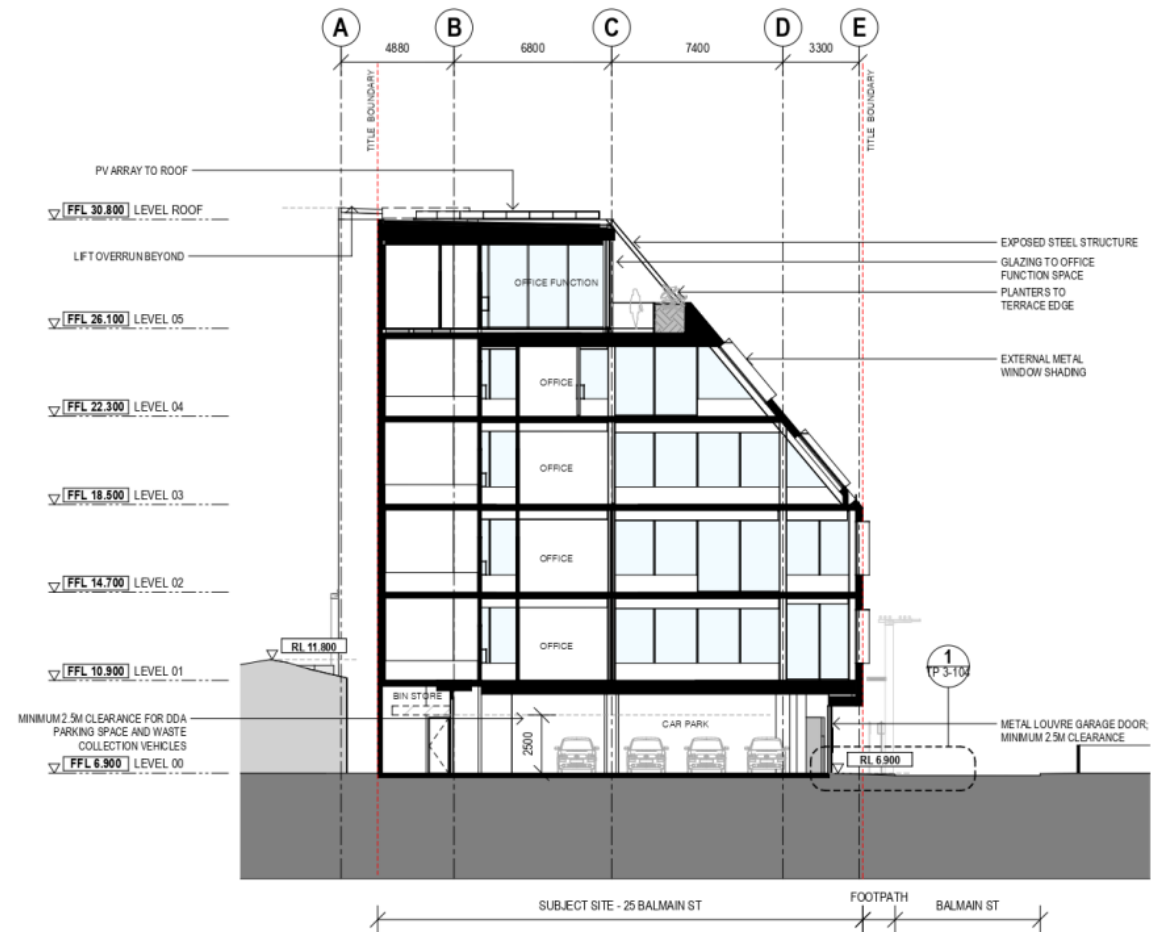 A B C D E
4880 6800 7400 3300
TITLE BOUNDARY
TITLE BOUNDARY
PV ARRAY TO ROOF
FFL 30.800 LEVEL ROOF
LIFT OVERRUN BEYOND
EXPOSED STEEL STRUCTURE
GLAZING TO OFFICE
FUNCTION SPACE
PLANTERS TO
TERRACE EDGE
OFFICE FUNCTION
FFL 26.100 LEVEL 05
EXTERNAL METAL
WINDOW SHADING
OFFICE
FFL 22.300 LEVEL 04
OFFICE
FFL 18.500 LEVEL 03
OFFICE
FFL 14.700 LEVEL 02
RL 11.800
OFFICE
FFL 10.900 LEVEL 01
1
TP 3-104
BIN STORE
MINIMUM 2.5M CLEARANCE FOR DDA
PARKING SPACE AND WASTE
COLLECTION VEHICLES
2500
CAR PARK
METAL LOUVRE GARAGE DOOR;
MINIMUM 2.5M CLEARANCE
FFL 6.900 LEVEL 00
RL 6.900
SUBJECT SITE - 25 BALMAIN ST
FOOTPATH
BALMAIN ST